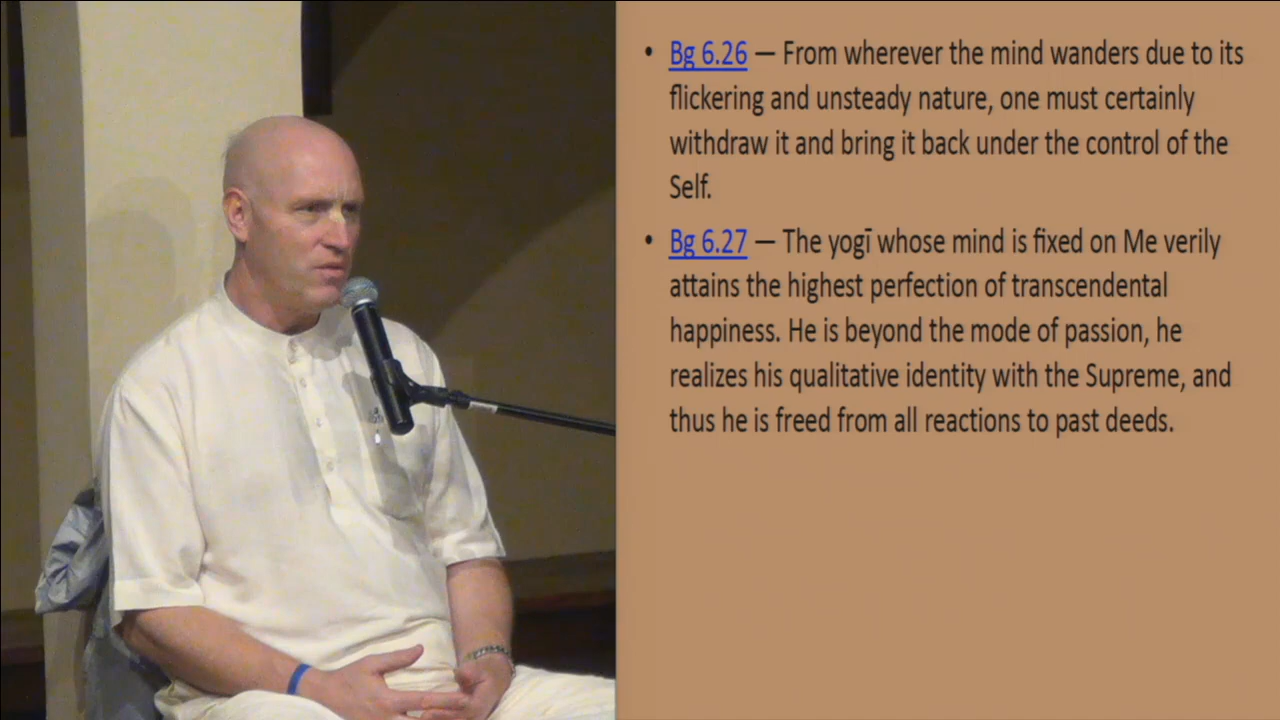 • Bg 6.26 — From wherever the mind wanders due to its
flickering and unsteady nature, one must certainly
withdraw it and bring it back under the control of the
Self.
• Bg 6.27 — The yogī whose mind is fixed on Me verily
attains the highest perfection of transcendental
happiness. He is beyond the mode of passion, he
realizes his qualitative identity with the Supreme, and
thus he is freed from all reactions to past deeds.